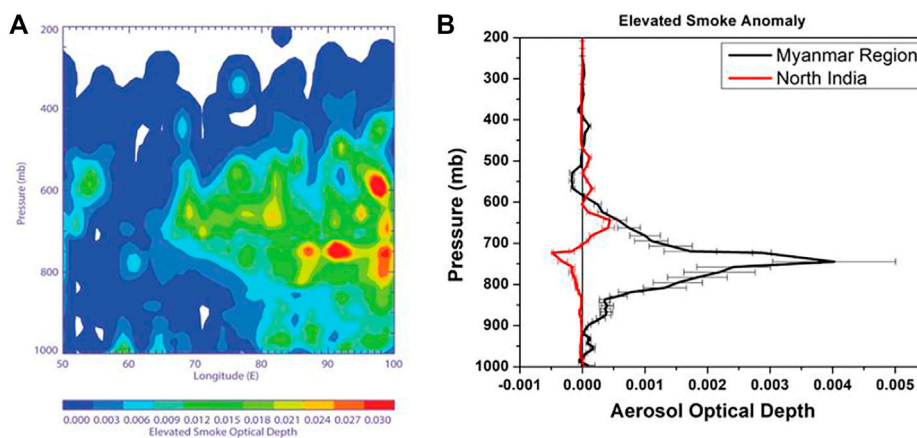 A
200
400
600
800
1000
Pressure (mb)
50 60 70 80 90 100
Longitude (E)
0.000 0.003 0.006 0.009 0.012 0.015 0.018 0.021 0.024 0.027 0.030
Elevated Smoke Optical Depth
B
Elevated Smoke Anomaly
Myanmar Region
North India
200
300
400
500
600
700
800
900
1000
Pressure (mb)
-0.001 0.000 0.001 0.002 0.003 0.004 0.005
Aerosol Optical Depth